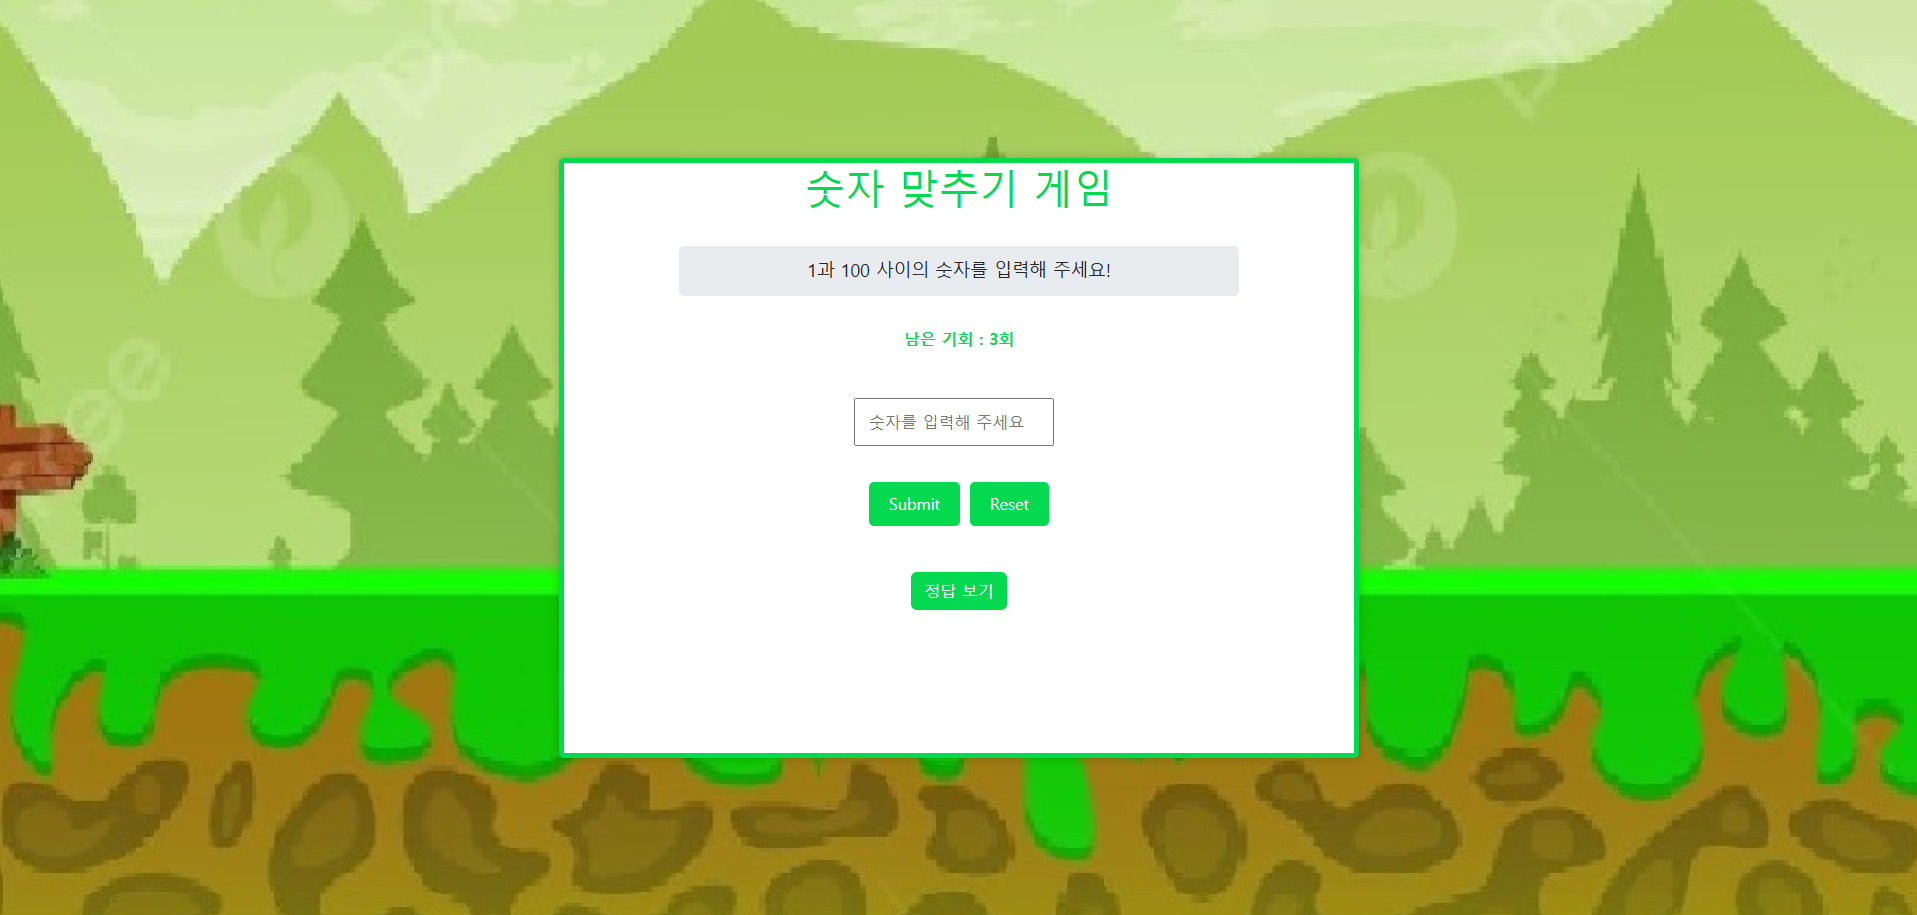 숫자 맞추기 게임
1과 100 사이의 숫자를 입력해 주세요!
남은 기회 : 3회
숫자를 입력해 주세요
Submit Reset
정답 보기